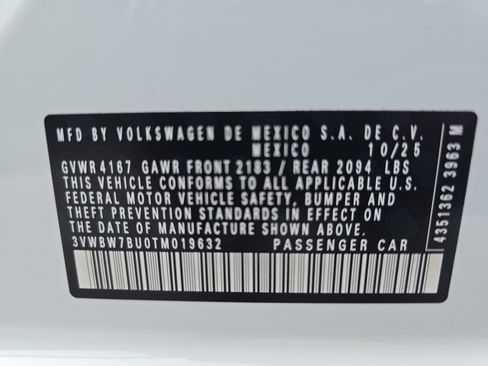 MFD BY VOLKSWAGEN DE MEXICO S.A. DE C.V.
MEXICO 10/25
GVWR 4167 GAWR FRONT 2183 / REAR 2094 LBS
THIS VEHICLE CONFORMS TO ALL APPLICABLE U.S.
FEDERAL MOTOR VEHICLE SAFETY, BUMPER AND
THEFT PREVENTION STANDARDS IN EFFECT ON
THE DATE OF MANUFACTURE SHOWN ABOVE.
3VWBW7BU0TM019632 PASSENGER CAR
4351362 3963 M